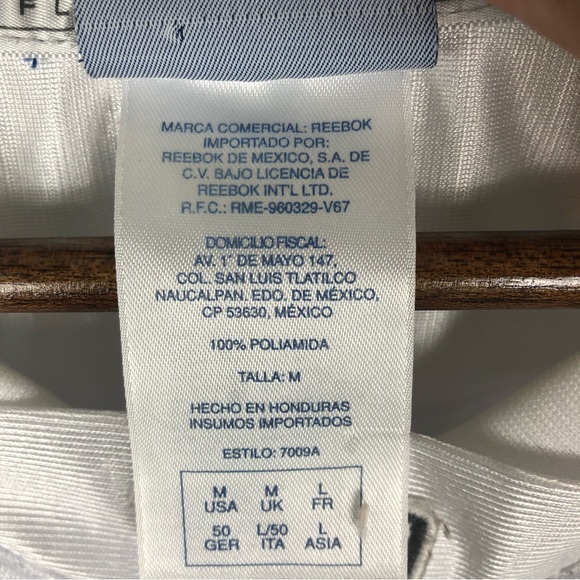 MARCA COMERCIAL: REEBOK
IMPORTADO POR:
REEBOK DE MEXICO, S.A. DE
C.V. BAJO LICENCIA DE
REEBOK INT'L LTD.
R.F.C.: RME-960329-V67
DOMICILIO FISCAL:
AV. 1° DE MAYO 147,
COL. SAN LUIS TLATILCO
NAUCALPAN, EDO. DE MÉXICO,
CP 53630, MÉXICO
100% POLIAMIDA
TALLA: M
HECHO EN HONDURAS
INSUMOS IMPORTADOS
ESTILO: 7009A
M M L
USA UK FR
50 L/50 L
GER ITA ASIA